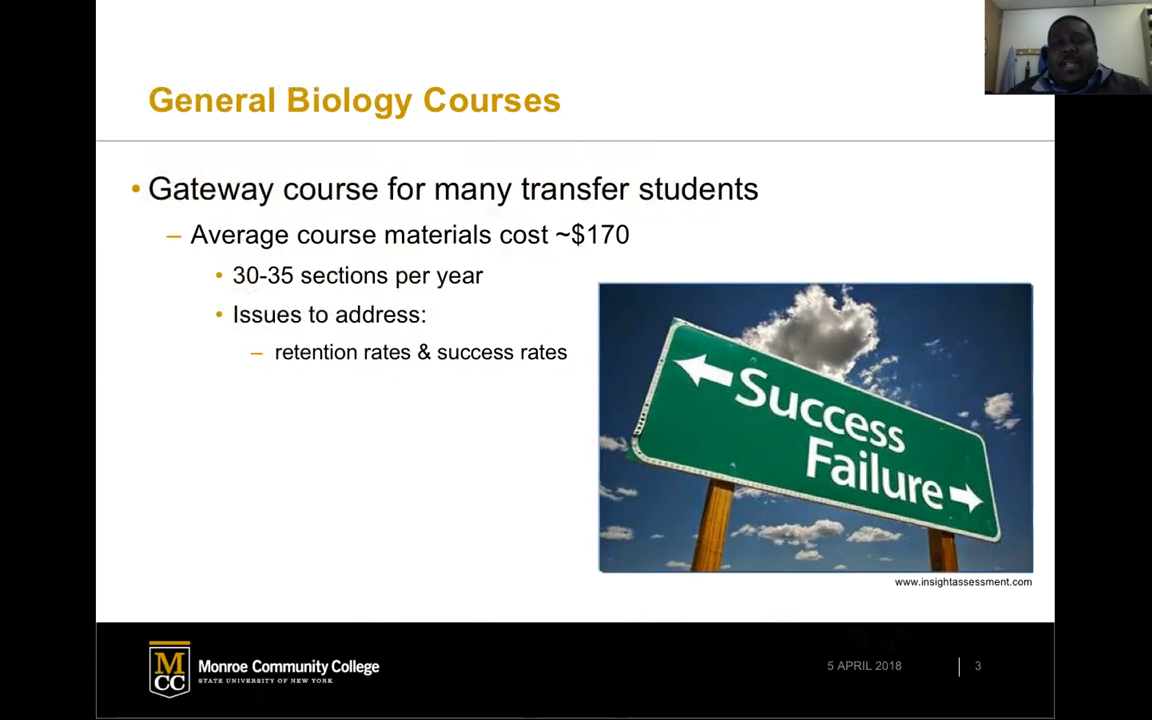 General Biology Courses
• Gateway course for many transfer students
– Average course materials cost ~$170
• 30-35 sections per year
• Issues to address:
– retention rates & success rates
Success
Failure
www.insightassessment.com
M
CC
Monroe Community College
STATE UNIVERSITY OF NEW YORK
5 APRIL 2018
3